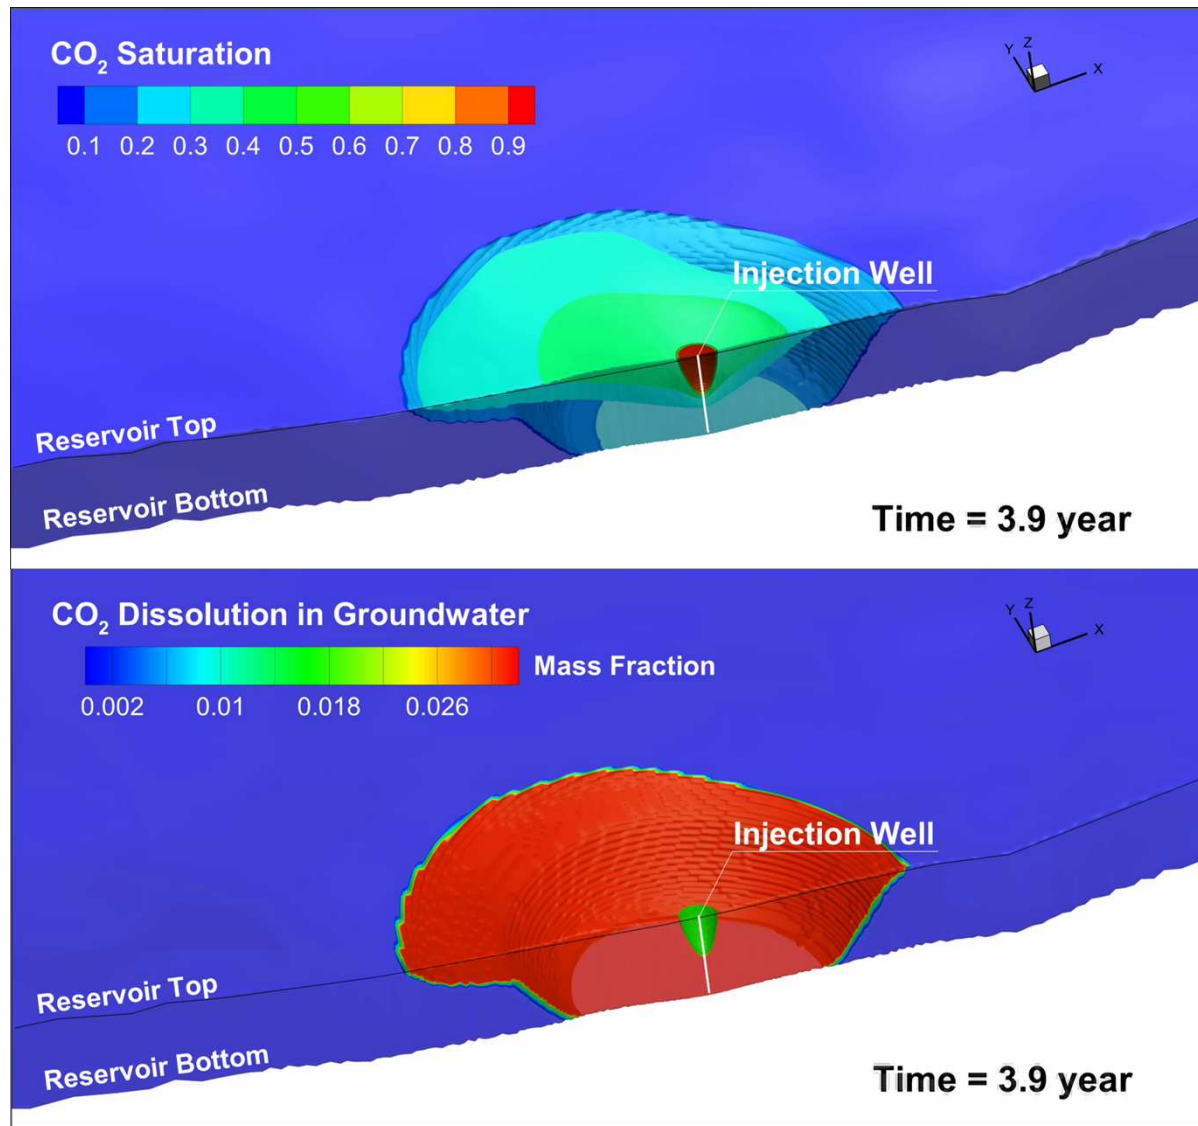 CO₂ Saturation
0.1 0.2 0.3 0.4 0.5 0.6 0.7 0.8 0.9
Y Z X
Injection Well
Reservoir Top
Reservoir Bottom
Time = 3.9 year
CO₂ Dissolution in Groundwater
Mass Fraction
0.002 0.01 0.018 0.026
Y Z X
Injection Well
Reservoir Top
Reservoir Bottom
Time = 3.9 year